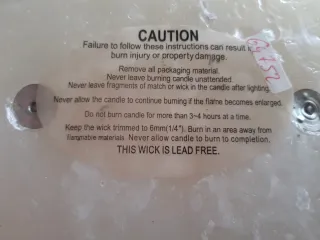 CAUTION
Failure to follow these instructions can result in
burn injury or property damage.
Remove all packaging material.
Never leave burning candle unattended.
Never leave fragments of match or wick in the candle after lighting.
Never allow the candle to continue burning if the flame becomes enlarged.
Do not burn candle for more than 3~4 hours at a time.
Keep the wick trimmed to 6mm(1/4"). Burn in an area away from
flammable materials. Never allow candle to burn to completion.
THIS WICK IS LEAD FREE.